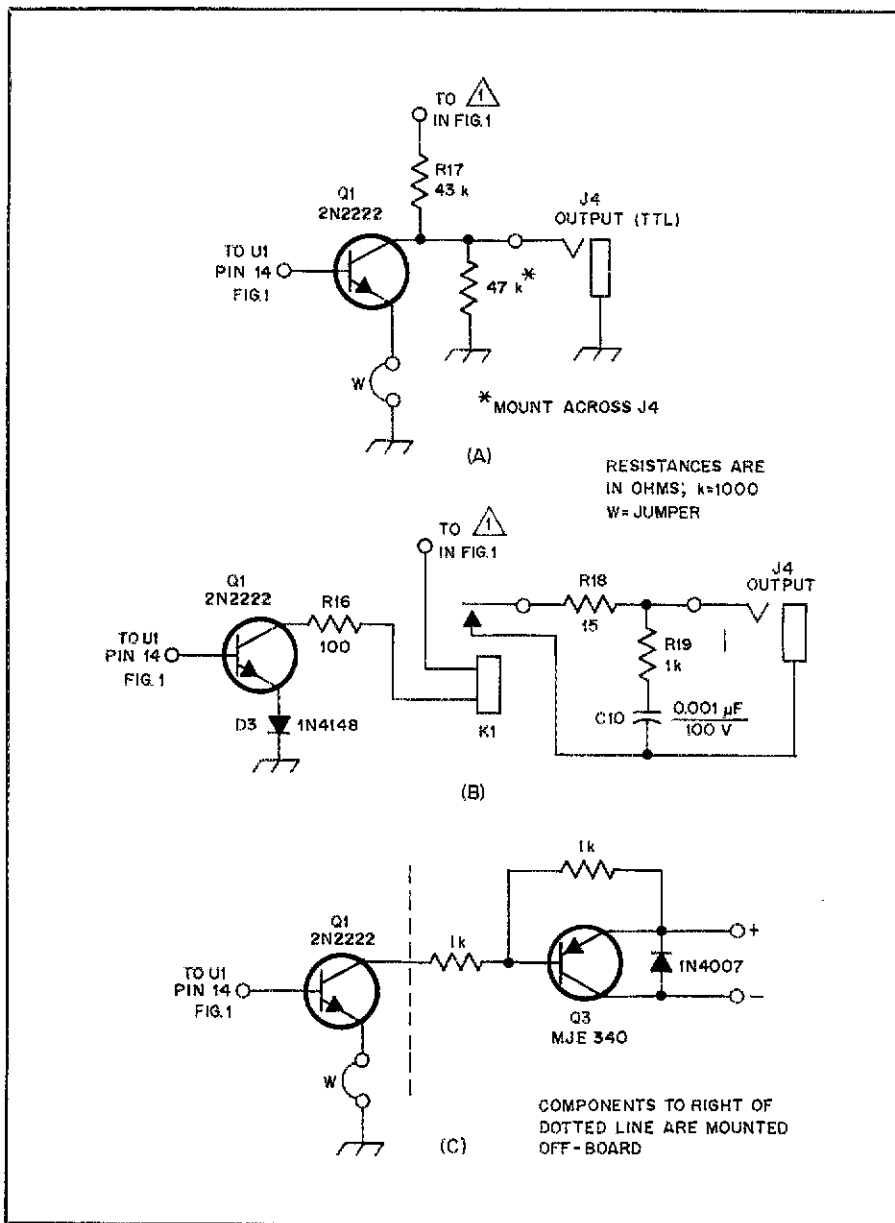 TO 1
IN FIG.1
R17
43 k
Q1
2N2222
J4
OUTPUT (TTL)
TO U1
PIN 14
FIG.1
47 k*
W
*MOUNT ACROSS J4
(A)
RESISTANCES ARE
IN OHMS; k=1000
W= JUMPER
TO 1
IN FIG.1
Q1
2N2222
R16
100
R18
15
J4
OUTPUT
TO U1
PIN 14
FIG. 1
R19
1k
D3
1N4148
K1
C10
0.001 µF
100 V
(B)
1k
Q1
2N2222
1k
+
1N4007
TO U1
PIN 14
FIG.1
–
Q3
MJE 340
W
COMPONENTS TO RIGHT OF
DOTTED LINE ARE MOUNTED
OFF-BOARD
(C)